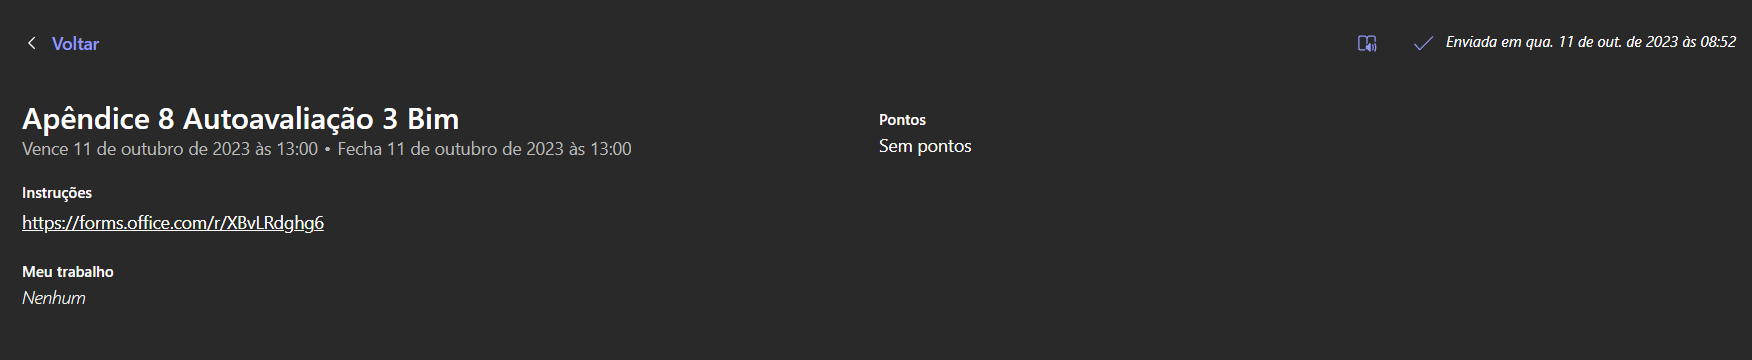 Voltar
Enviada em qua. 11 de out. de 2023 às 08:52
Apêndice 8 Autoavaliação 3 Bim
Vence 11 de outubro de 2023 às 13:00 • Fecha 11 de outubro de 2023 às 13:00
Pontos
Sem pontos
Instruções
https://forms.office.com/r/XBvLRdghg6
Meu trabalho
Nenhum